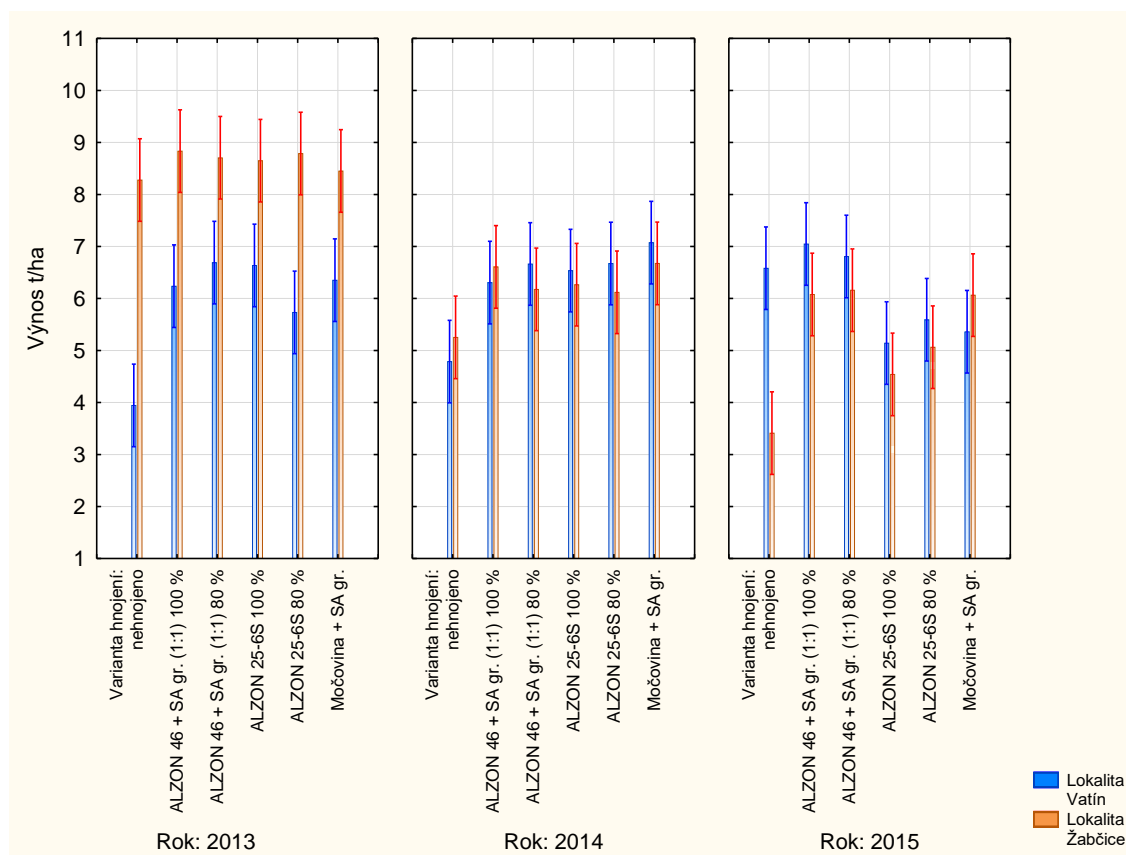 11
10
9
8
7
6
5
4
3
2
1
Výnos t/ha
Varianta hnojení:
nehnojeno
ALZON 46 + SA gr. (1:1) 100 %
ALZON 46 + SA gr. (1:1) 80 %
ALZON 25-6S 100 %
ALZON 25-6S 80 %
Močovina + SA gr.
Rok: 2013
Varianta hnojení:
nehnojeno
ALZON 46 + SA gr. (1:1) 100 %
ALZON 46 + SA gr. (1:1) 80 %
ALZON 25-6S 100 %
ALZON 25-6S 80 %
Močovina + SA gr.
Rok: 2014
Varianta hnojení:
nehnojeno
ALZON 46 + SA gr. (1:1) 100 %
ALZON 46 + SA gr. (1:1) 80 %
ALZON 25-6S 100 %
ALZON 25-6S 80 %
Močovina + SA gr.
Rok: 2015
Lokalita
Vatín
Lokalita
Žabčice